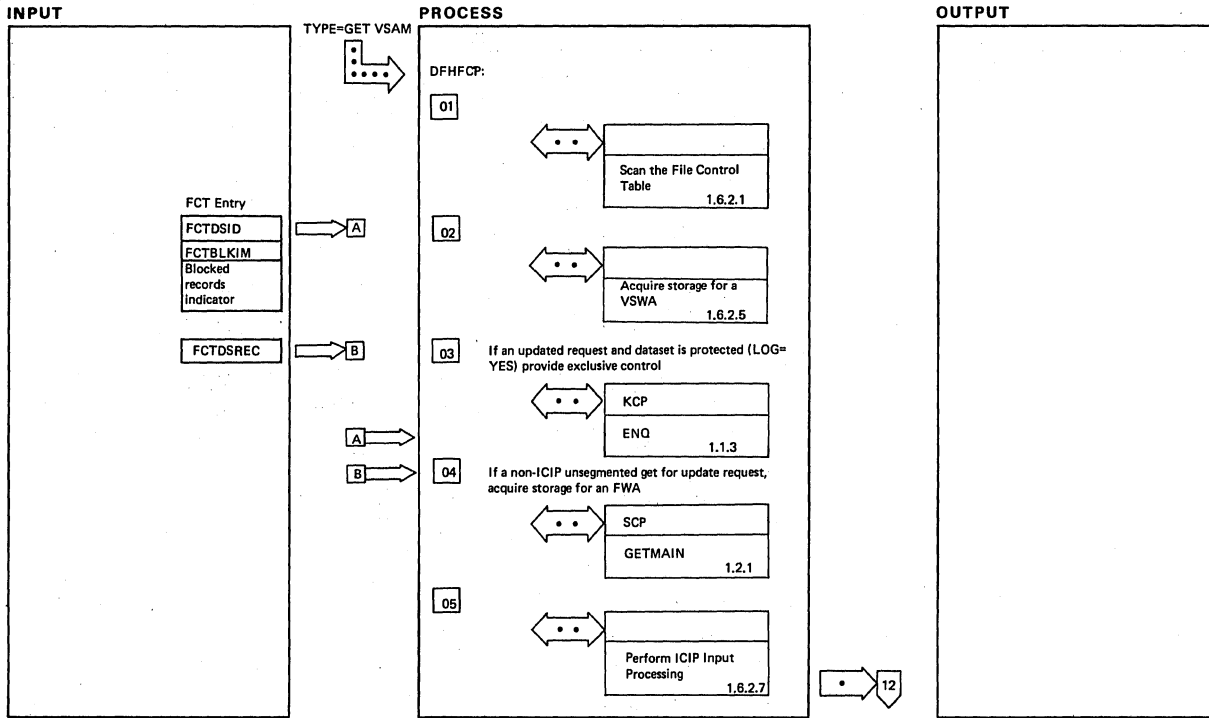 INPUT
PROCESS
OUTPUT
TYPE=GET VSAM
DFHFCP:
01
Scan the File Control
Table
1.6.2.1
FCT Entry
FCTDSID
A
FCTBLKIM
Blocked
records
indicator
02
Acquire storage for a
VSWA
1.6.2.5
FCTDSREC
B
03
If an updated request and dataset is protected (LOG=
YES) provide exclusive control
KCP
ENQ
1.1.3
A
B
04
If a non-ICIP unsegmented get for update request,
acquire storage for an FWA
SCP
GETMAIN
1.2.1
05
Perform ICIP Input
Processing
1.6.2.7
12